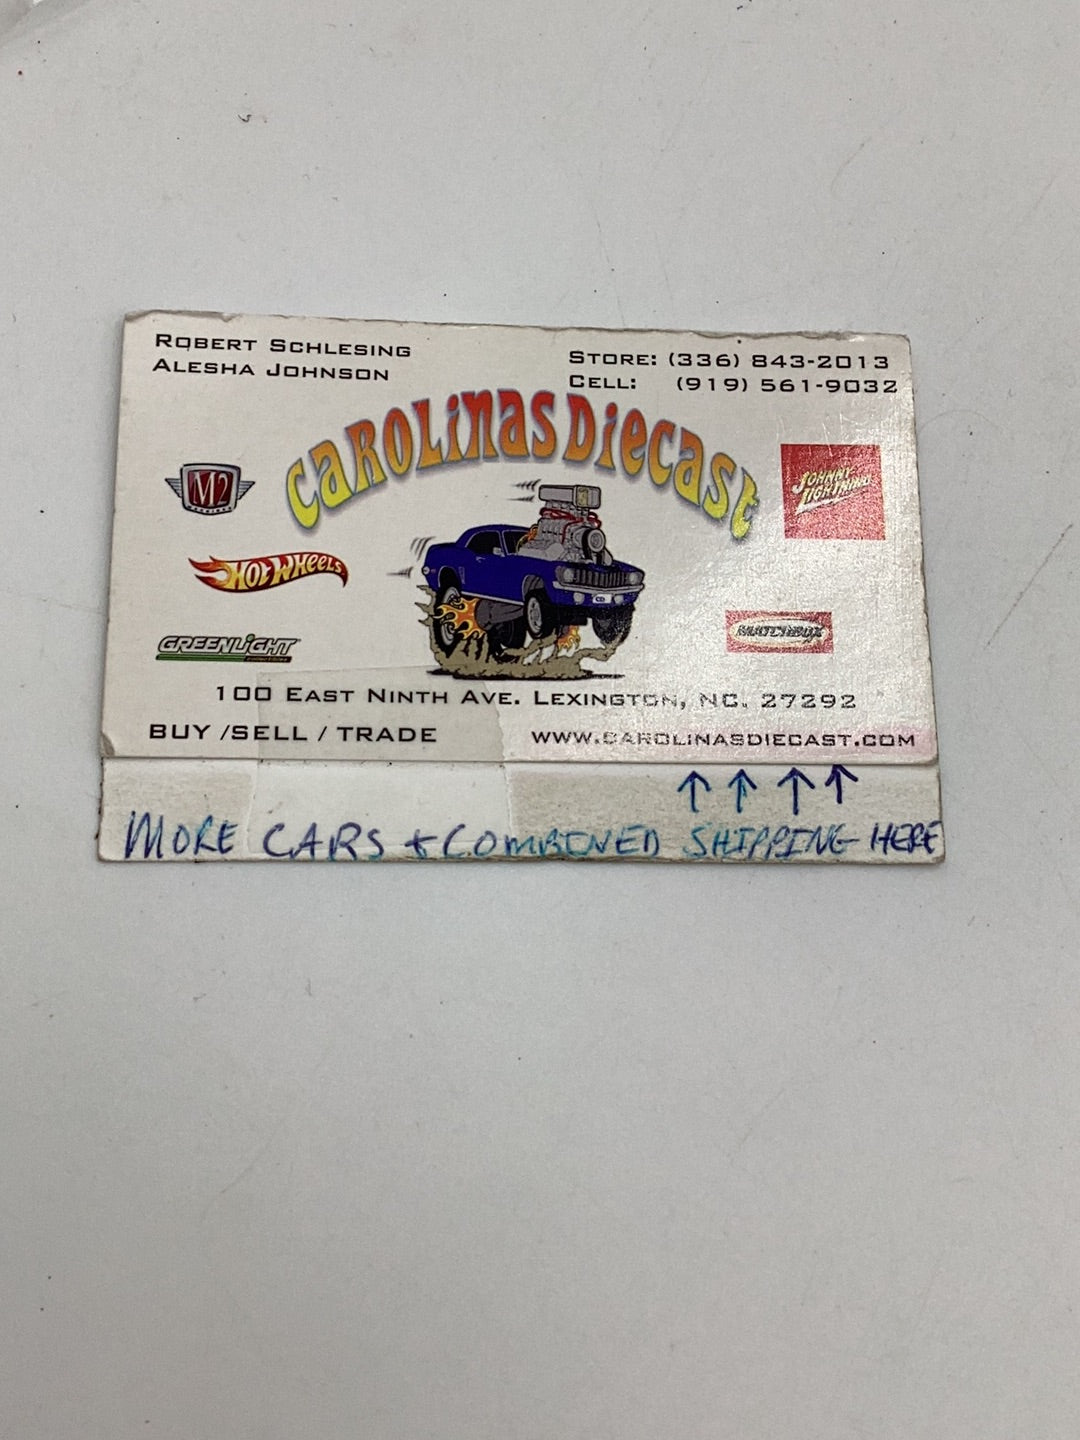 ROBERT SCHLESING
ALESHA JOHNSON
STORE: (336) 843-2013
CELL: (919) 561-9032
CAROLINAS DIECAST
M2
JOHNNY LIGHTNING
HOT WHEELS
GREENLIGHT
MATCHBOX
100 EAST NINTH AVE. LEXINGTON, NC. 27292
BUY /SELL / TRADE
WWW.CAROLINASDIECAST.COM
MORE CARS + COMBINED SHIPPING HERE